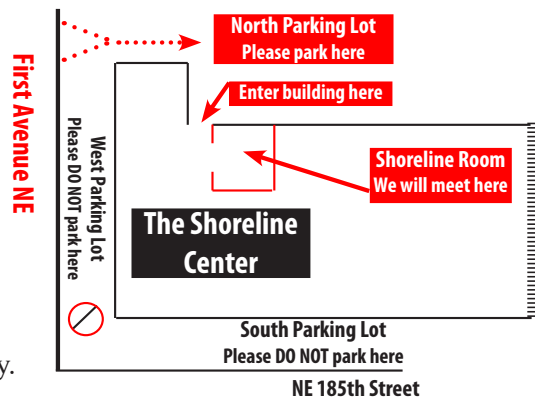 North Parking Lot
Please park here
Enter building here
First Avenue NE
West Parking Lot
Please DO NOT park here
Shoreline Room
We will meet here
The Shoreline
Center
South Parking Lot
Please DO NOT park here
y.
NE 185th Street